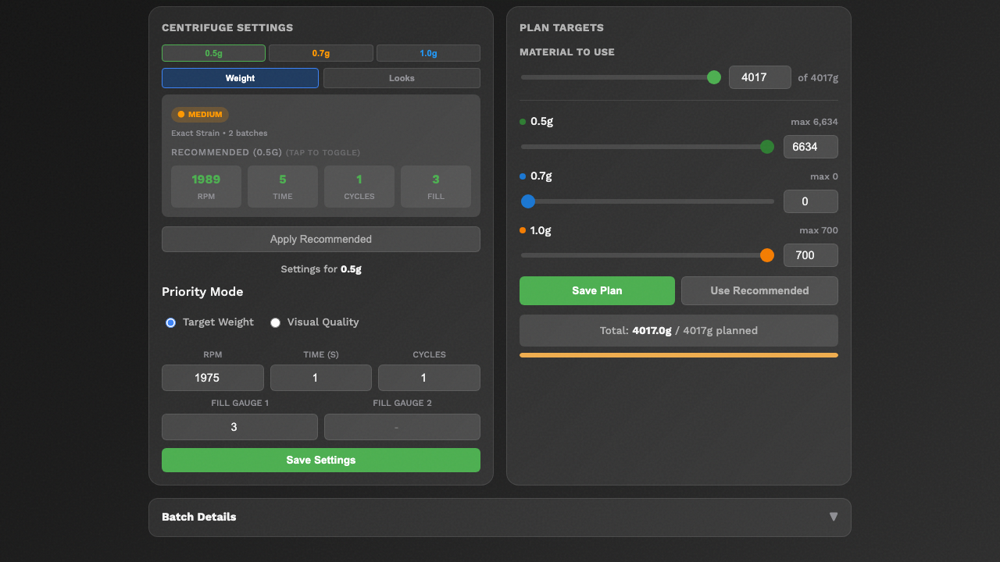 CENTRIFUGE SETTINGS
0.5g 0.7g 1.0g
Weight Looks
MEDIUM
Exact Strain • 2 batches
RECOMMENDED (0.5G) (TAP TO TOGGLE)
1989 5 1 3
RPM TIME CYCLES FILL
Apply Recommended
Settings for 0.5g
Priority Mode
Target Weight Visual Quality
RPM TIME (S) CYCLES
1975 1 1
FILL GAUGE 1 FILL GAUGE 2
3 -
Save Settings
PLAN TARGETS
MATERIAL TO USE
4017 of 4017g
0.5g max 6,634
6634
0.7g max 0
0
1.0g max 700
700
Save Plan Use Recommended
Total: 4017.0g / 4017g planned
Batch Details ▼